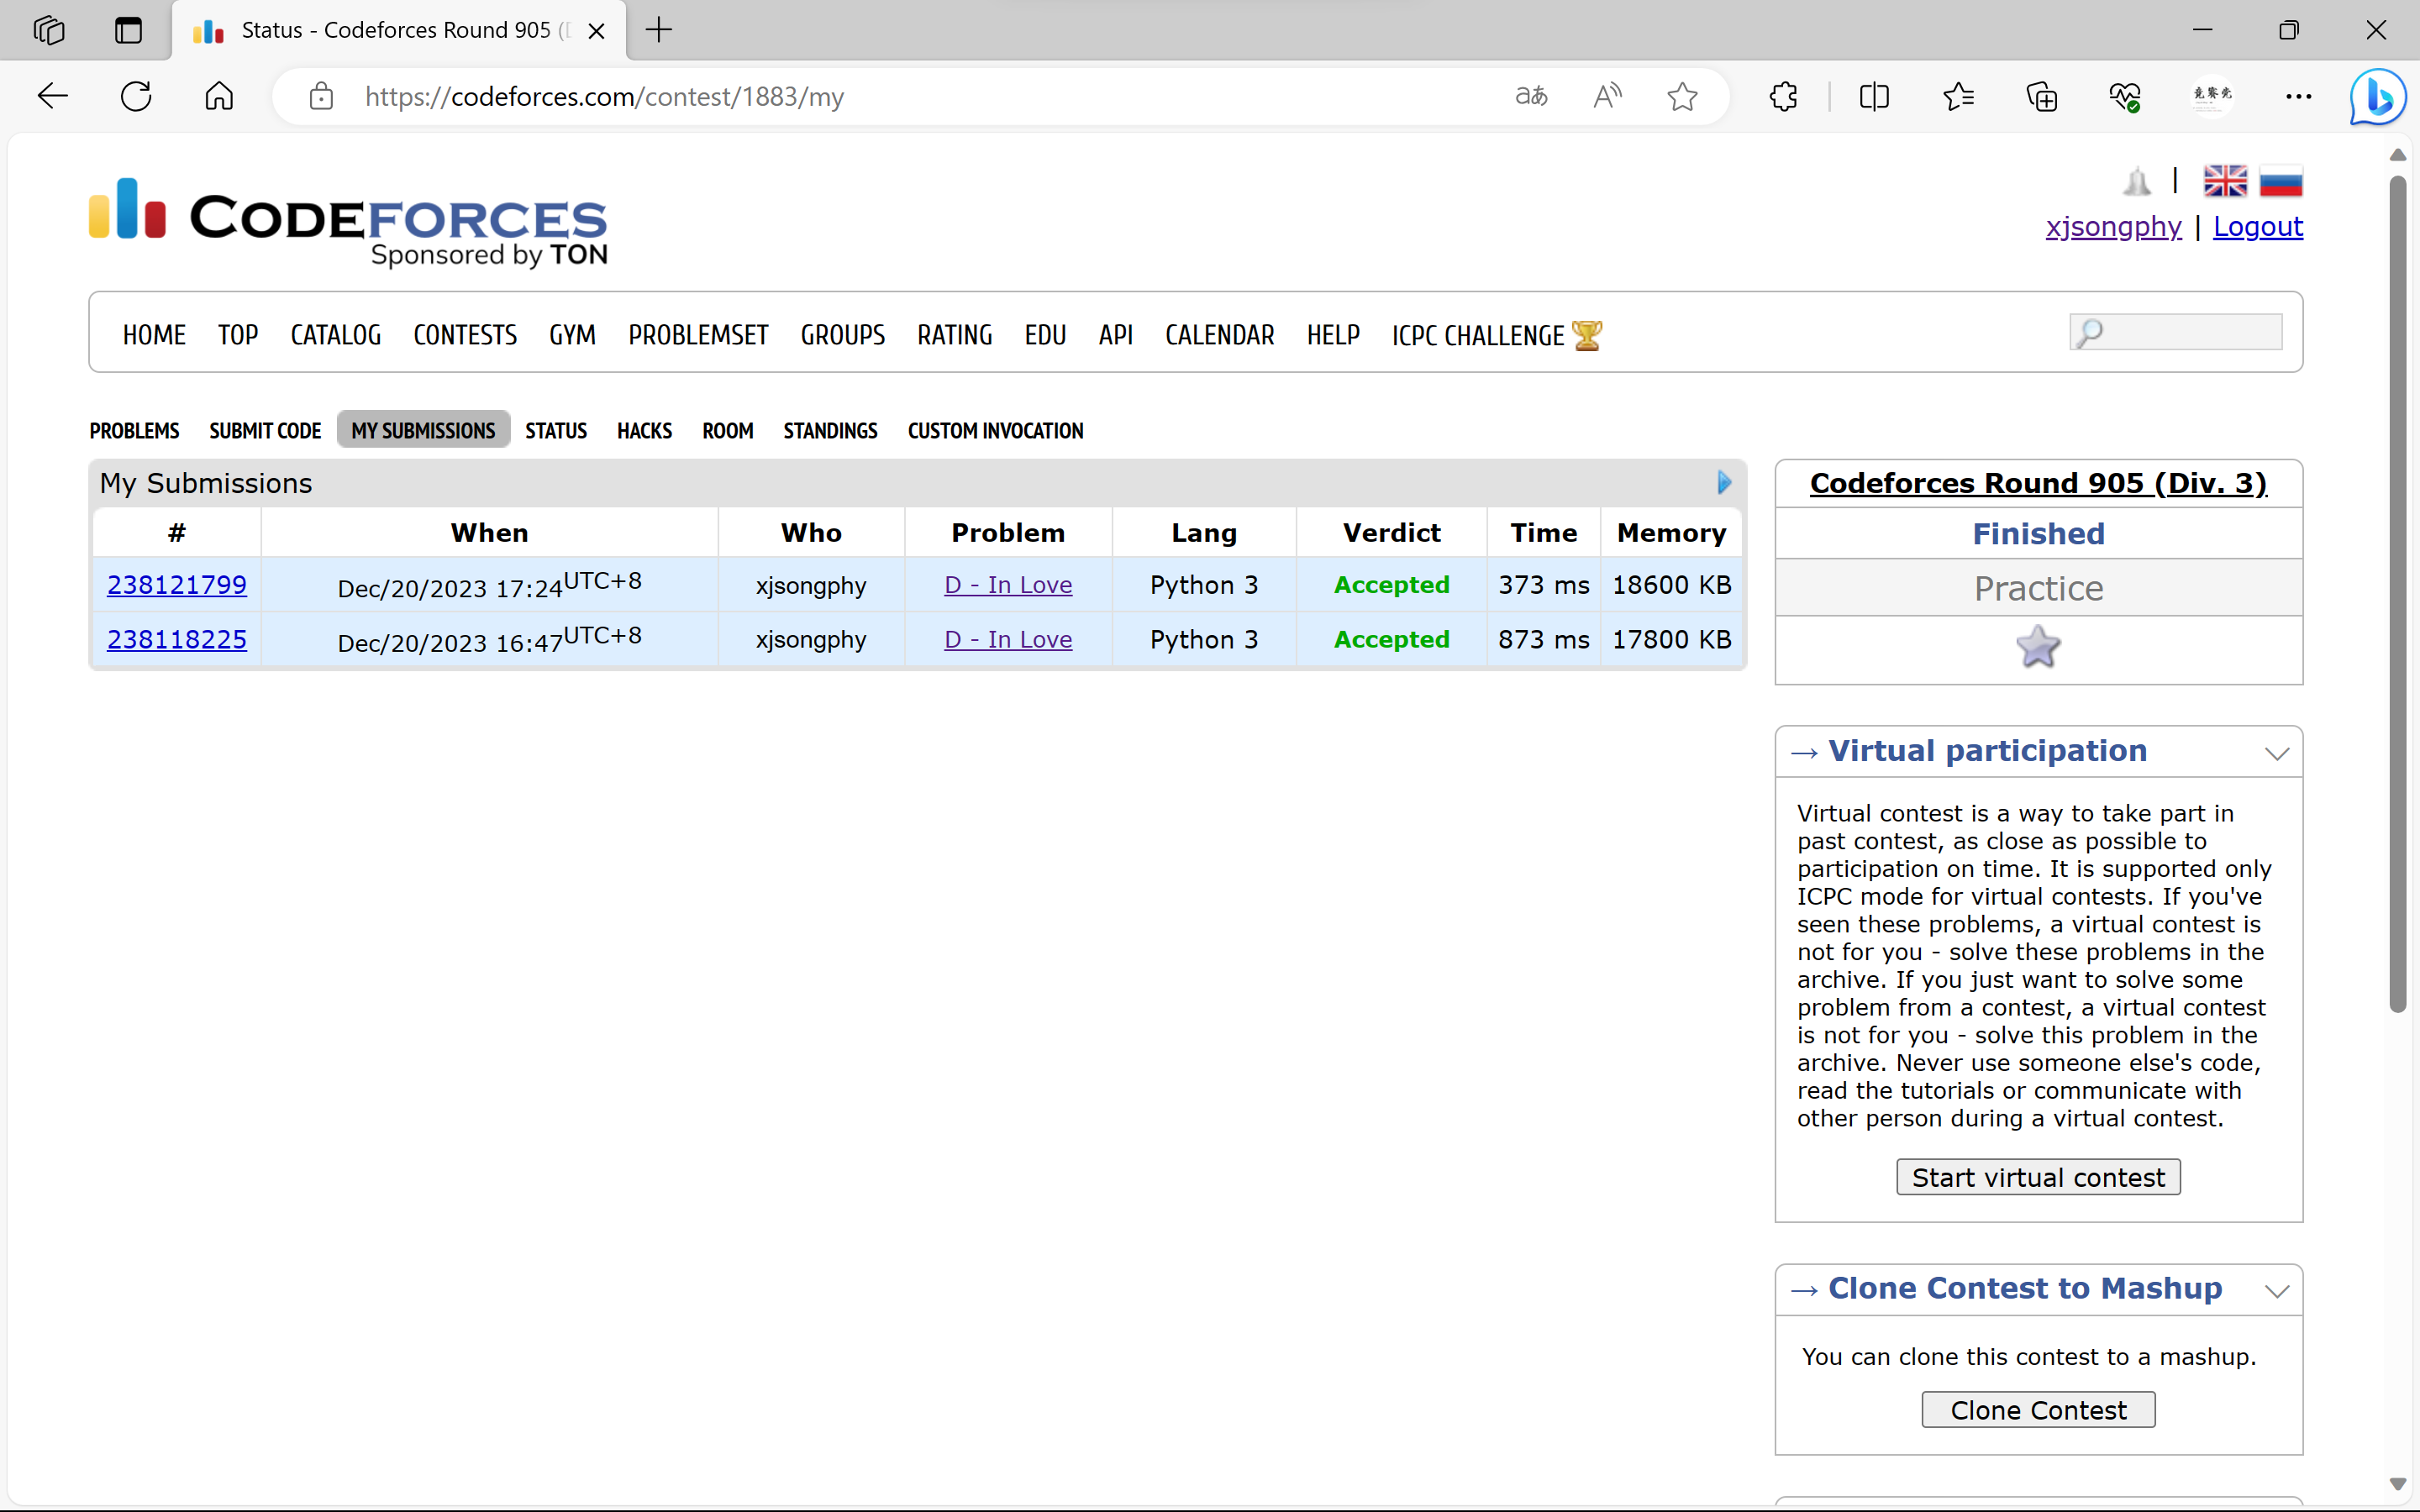 Status - Codeforces Round 905 (
https://codeforces.com/contest/1883/my
CODEFORCES
Sponsored by TON
xjsongphy | Logout
HOME TOP CATALOG CONTESTS GYM PROBLEMSET GROUPS RATING EDU API CALENDAR HELP ICPC CHALLENGE
PROBLEMS SUBMIT CODE MY SUBMISSIONS STATUS HACKS ROOM STANDINGS CUSTOM INVOCATION
My Submissions
# When Who Problem Lang Verdict Time Memory
238121799 Dec/20/2023 17:24UTC+8 xjsongphy D - In Love Python 3 Accepted 373 ms 18600 KB
238118225 Dec/20/2023 16:47UTC+8 xjsongphy D - In Love Python 3 Accepted 873 ms 17800 KB
Codeforces Round 905 (Div. 3)
Finished
Practice
→ Virtual participation
Virtual contest is a way to take part in
past contest, as close as possible to
participation on time. It is supported only
ICPC mode for virtual contests. If you've
seen these problems, a virtual contest is
not for you - solve these problems in the
archive. If you just want to solve some
problem from a contest, a virtual contest
is not for you - solve this problem in the
archive. Never use someone else's code,
read the tutorials or communicate with
other person during a virtual contest.
Start virtual contest
→ Clone Contest to Mashup
You can clone this contest to a mashup.
Clone Contest